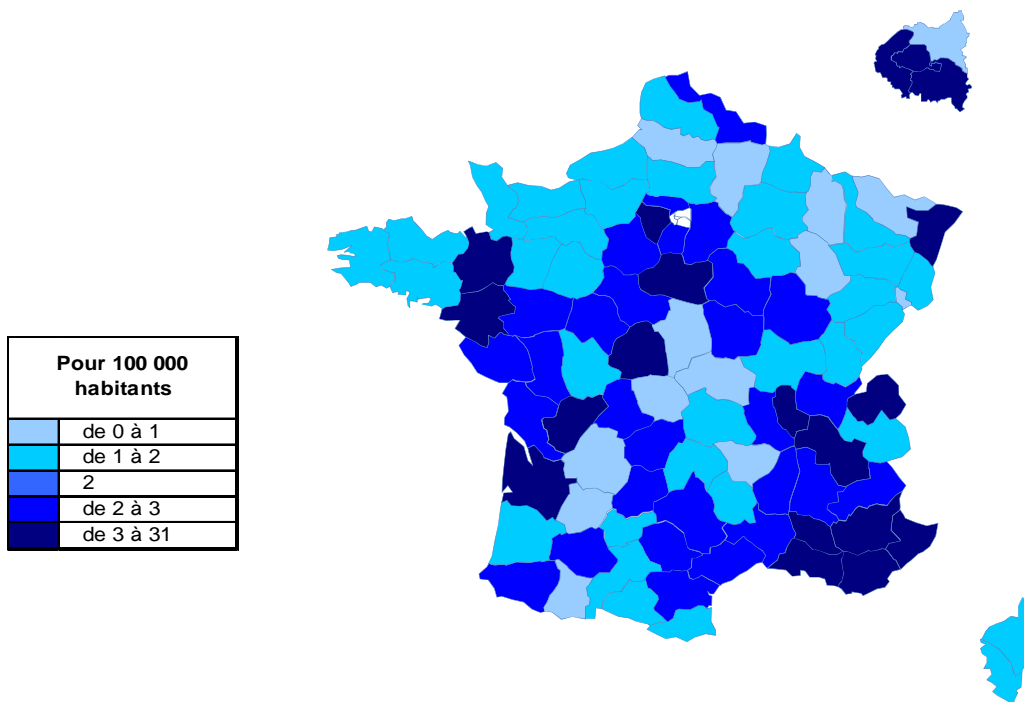 Pour 100 000
habitants
de 0 à 1
de 1 à 2
2
de 2 à 3
de 3 à 31